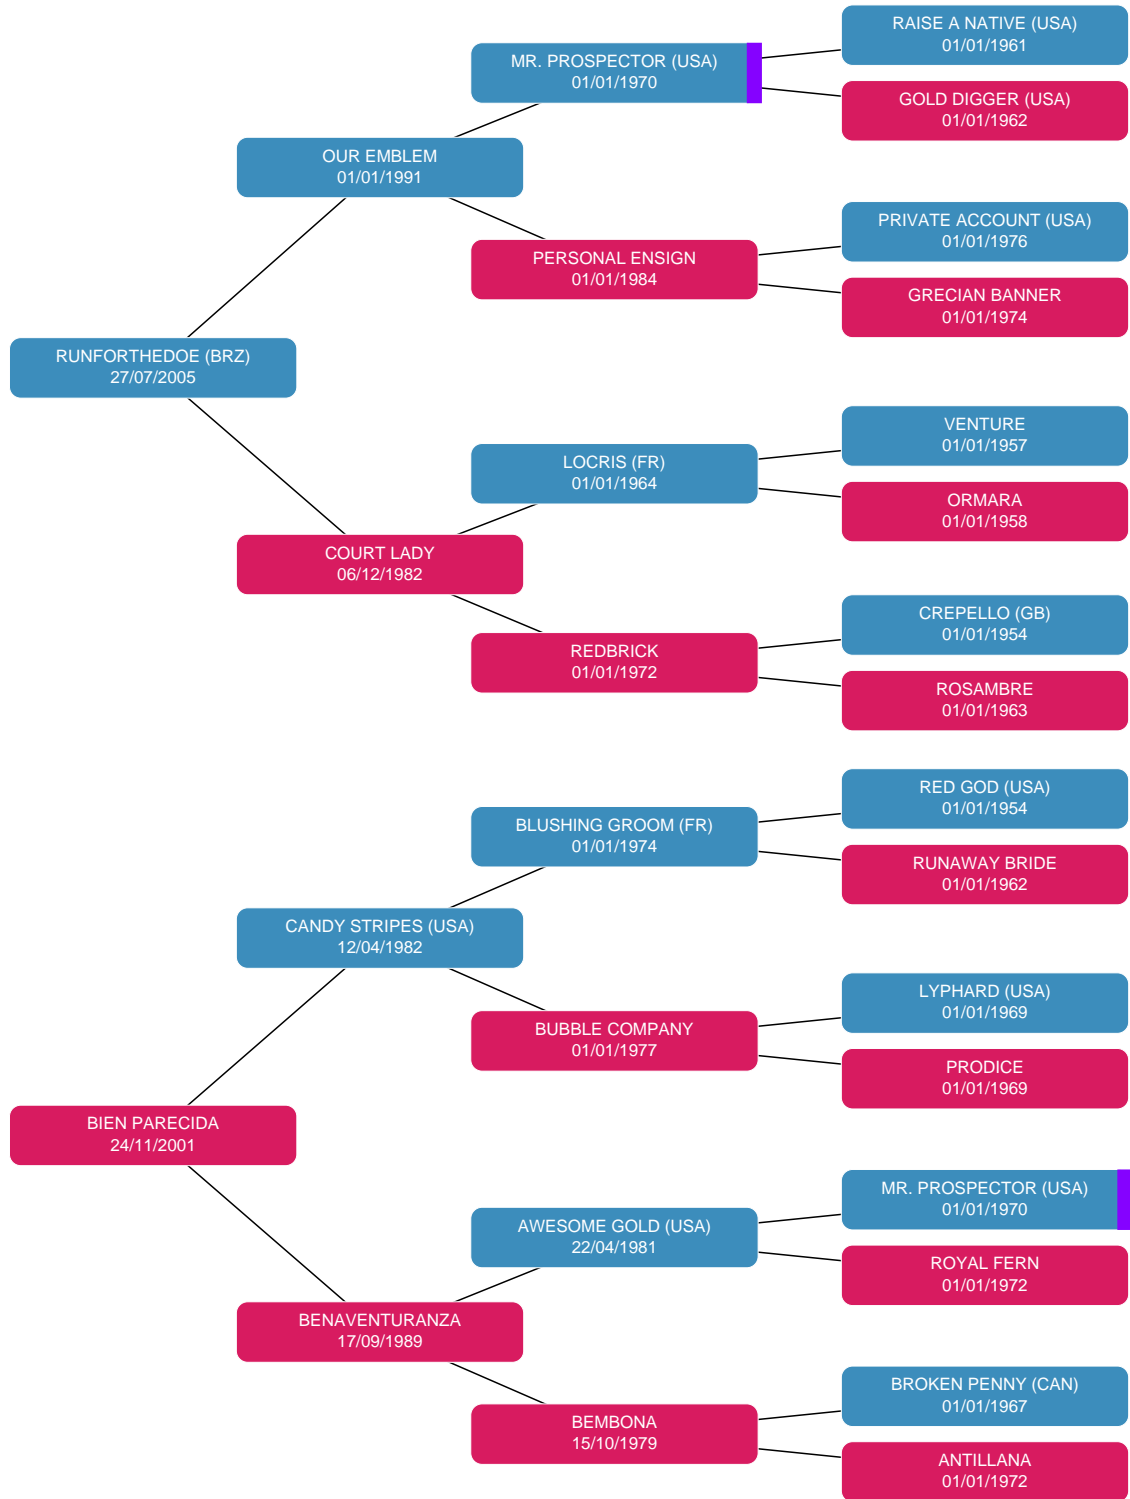 RAISE A NATIVE (USA)
01/01/1961
MR. PROSPECTOR (USA)
01/01/1970
GOLD DIGGER (USA)
01/01/1962
OUR EMBLEM
01/01/1991
PRIVATE ACCOUNT (USA)
01/01/1976
PERSONAL ENSIGN
01/01/1984
GRECIAN BANNER
01/01/1974
RUNFORTHEDOE (BRZ)
27/07/2005
VENTURE
01/01/1957
LOCRIS (FR)
01/01/1964
ORMARA
01/01/1958
COURT LADY
06/12/1982
CREPELLO (GB)
01/01/1954
REDBRICK
01/01/1972
ROSAMBRE
01/01/1963
RED GOD (USA)
01/01/1954
BLUSHING GROOM (FR)
01/01/1974
RUNAWAY BRIDE
01/01/1962
CANDY STRIPES (USA)
12/04/1982
LYPHARD (USA)
01/01/1969
BUBBLE COMPANY
01/01/1977
PRODICE
01/01/1969
BIEN PARECIDA
24/11/2001
MR. PROSPECTOR (USA)
01/01/1970
AWESOME GOLD (USA)
22/04/1981
ROYAL FERN
01/01/1972
BENAVENTURANZA
17/09/1989
BROKEN PENNY (CAN)
01/01/1967
BEMBONA
15/10/1979
ANTILLANA
01/01/1972